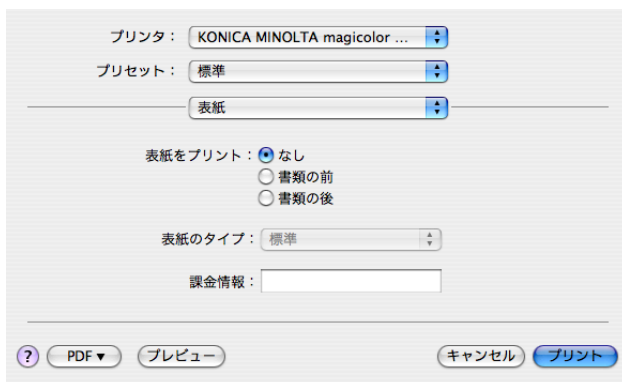 プリンタ： KONICA MINOLTA magicolor ...
プリセット： 標準
表紙
表紙をプリント： なし
書類の前
書類の後
表紙のタイプ： 標準
課金情報：
? PDF▼ プレビュー キャンセル プリント